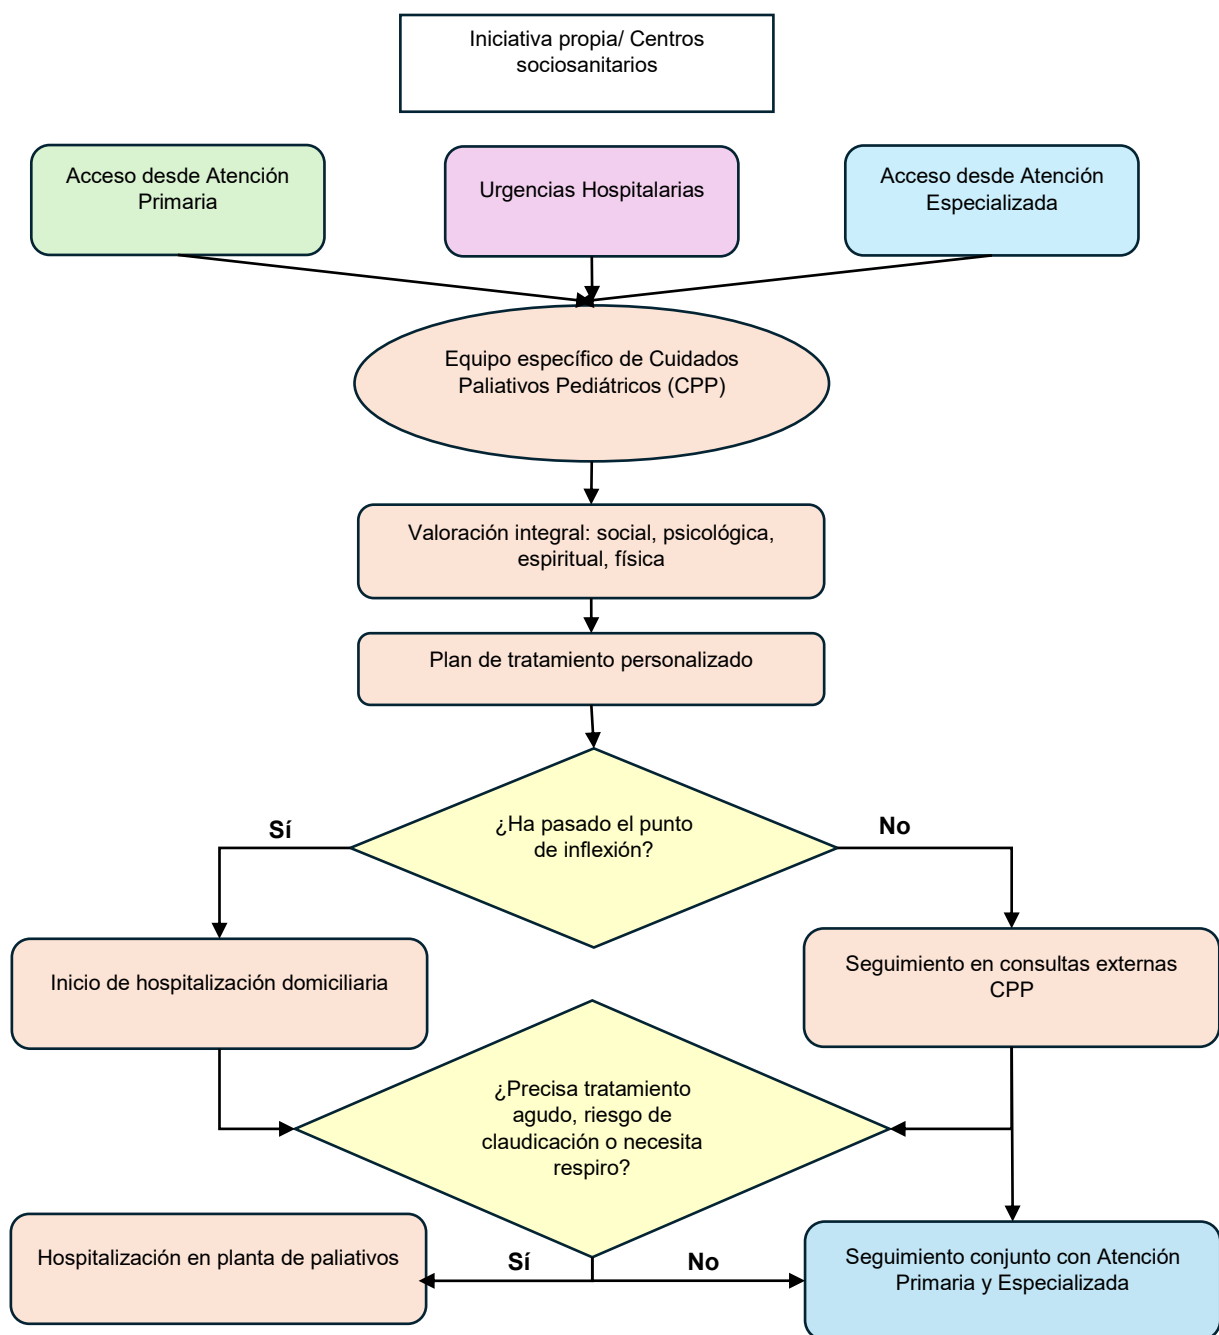 Iniciativa propia/ Centros
sociosanitarios
Acceso desde Atención
Primaria
Urgencias Hospitalarias
Acceso desde Atención
Especializada
Equipo específico de Cuidados
Paliativos Pediátricos (CPP)
Valoración integral: social, psicológica,
espiritual, física
Plan de tratamiento personalizado
¿Ha pasado el punto
de inflexión?
Sí
No
Inicio de hospitalización domiciliaria
Seguimiento en consultas externas
CPP
¿Precisa tratamiento
agudo, riesgo de
claudicación o necesita
respiro?
Sí
No
Hospitalización en planta de paliativos
Seguimiento conjunto con Atención
Primaria y Especializada